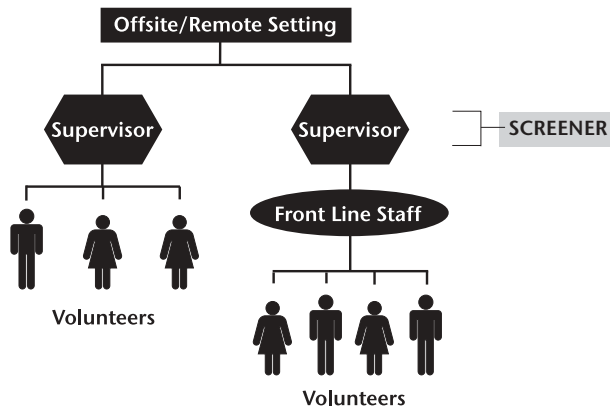 Offsite/Remote Setting
Supervisor
Supervisor
SCREENER
Front Line Staff
Volunteers
Volunteers